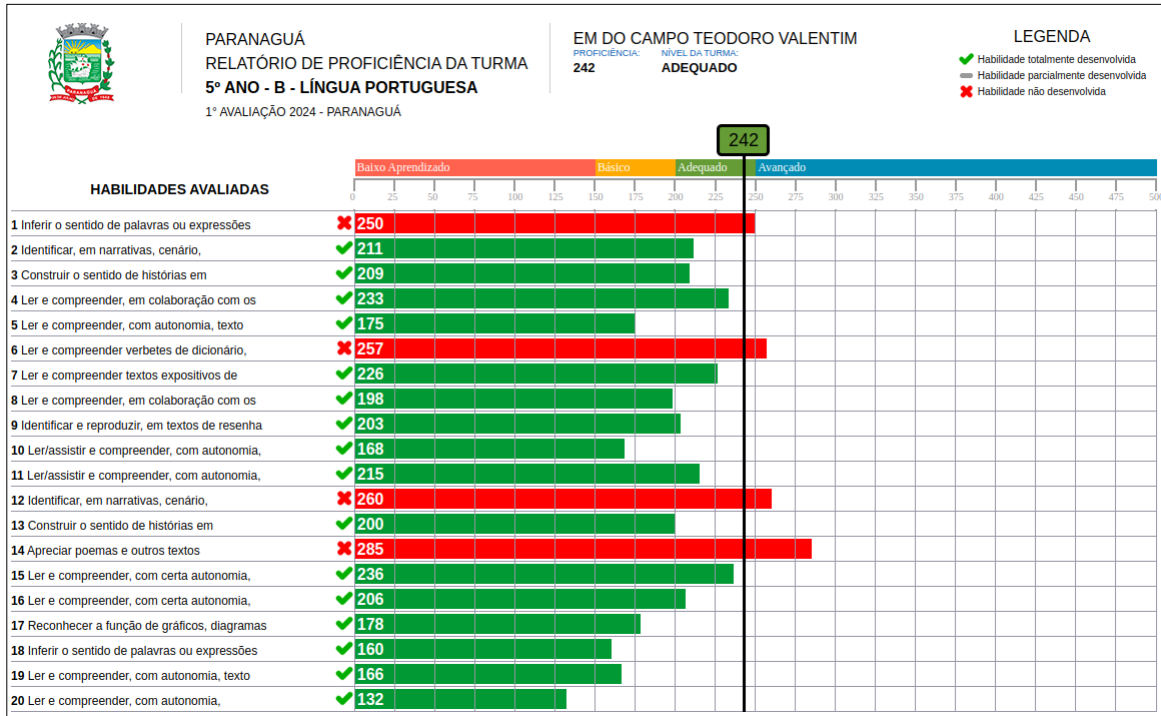 PARANAGUÁ
RELATÓRIO DE PROFICIÊNCIA DA TURMA
5º ANO - B - LÍNGUA PORTUGUESA
1° AVALIAÇÃO 2024 - PARANAGUÁ
EM DO CAMPO TEODORO VALENTIM
PROFICIÊNCIA: NÍVEL DA TURMA:
242 ADEQUADO
LEGENDA
Habilidade totalmente desenvolvida
Habilidade parcialmente desenvolvida
Habilidade não desenvolvida
242
Baixo Aprendizado Básico Adequado Avançado
HABILIDADES AVALIADAS
0 25 50 75 100 125 150 175 200 225 250 275 300 325 350 375 400 425 450 475 500
1 Inferir o sentido de palavras ou expressões 250
2 Identificar, em narrativas, cenário, 211
3 Construir o sentido de histórias em 209
4 Ler e compreender, em colaboração com os 233
5 Ler e compreender, com autonomia, texto 175
6 Ler e compreender verbetes de dicionário, 257
7 Ler e compreender textos expositivos de 226
8 Ler e compreender, em colaboração com os 198
9 Identificar e reproduzir, em textos de resenha 203
10 Ler/assistir e compreender, com autonomia, 168
11 Ler/assistir e compreender, com autonomia, 215
12 Identificar, em narrativas, cenário, 260
13 Construir o sentido de histórias em 200
14 Apreciar poemas e outros textos 285
15 Ler e compreender, com certa autonomia, 236
16 Ler e compreender, com certa autonomia, 206
17 Reconhecer a função de gráficos, diagramas 178
18 Inferir o sentido de palavras ou expressões 160
19 Ler e compreender, com autonomia, texto 166
20 Ler e compreender, com autonomia, 132